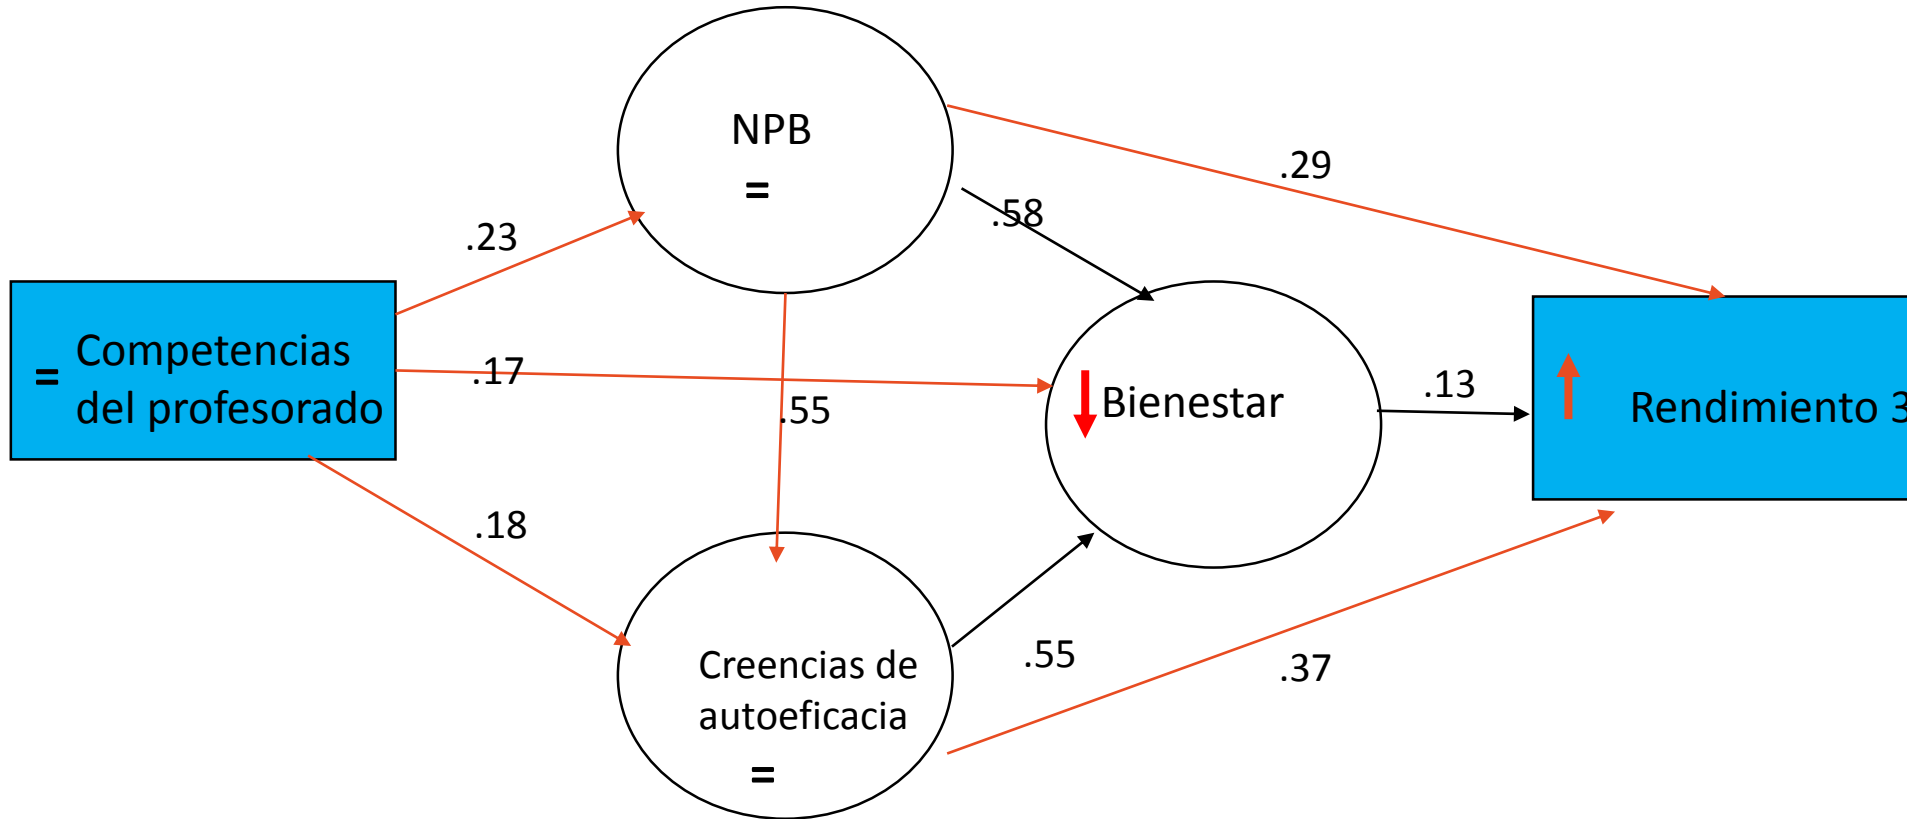 NPB
=
.29
.58
.23
= Competencias
del profesorado
.17
.55
Bienestar
.13
Rendimiento 3
.18
Creencias de
autoeficacia
=
.55
.37